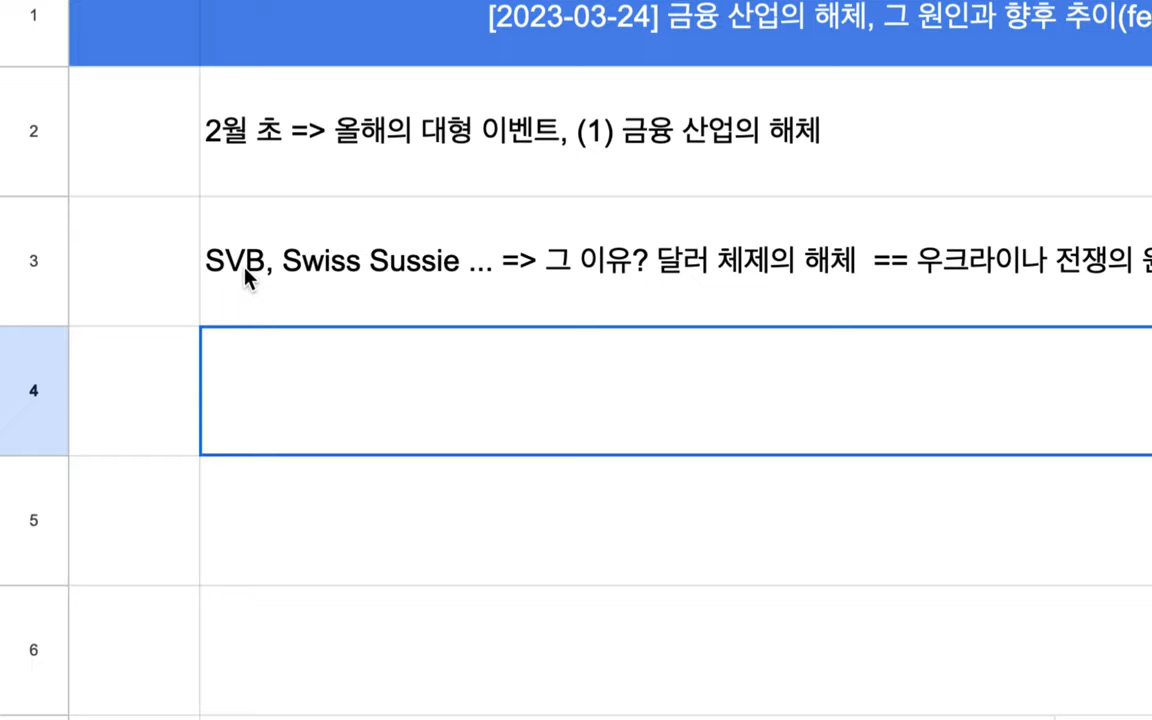 1
[2023-03-24] 금융 산업의 해체, 그 원인과 향후 추이(fe
2
2월 초 => 올해의 대형 이벤트, (1) 금융 산업의 해체
3
SVB, Swiss Sussie ... => 그 이유? 달러 체제의 해체 == 우크라이나 전쟁의
4
5
6